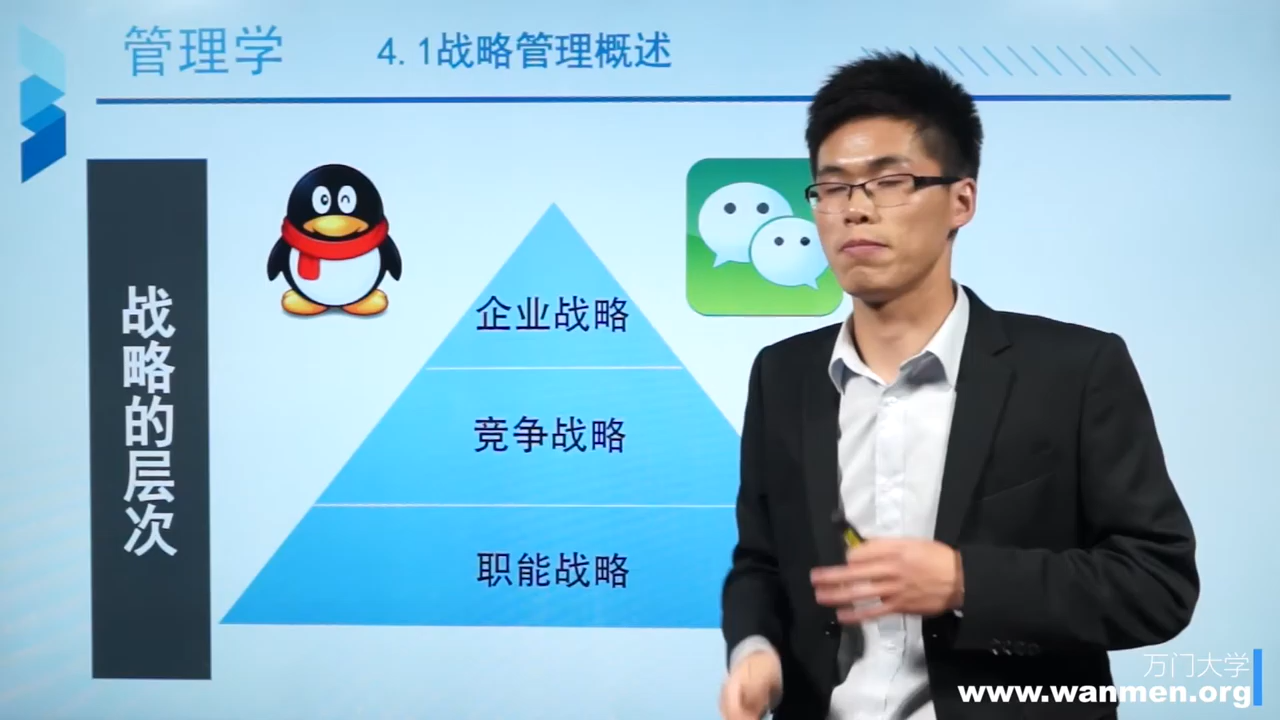 管理学
4.1战略管理概述
战略的层次
企业战略
竞争战略
职能战略
万门大学
www.wanmen.org